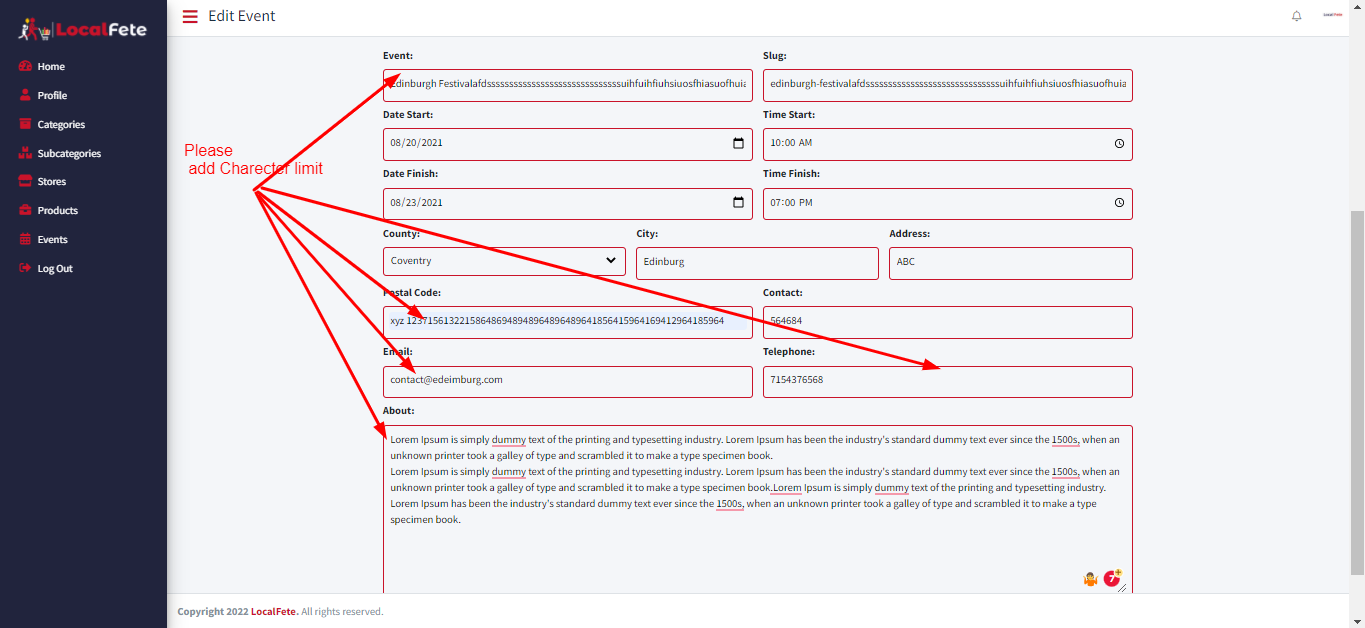 LocalFete
Edit Event
Home
Profile
Categories
Subcategories
Stores
Products
Events
Log Out
Please
add Charecter limit
Event:
Slug:
edinburgh-festivalafdsssssssssssssssssssssssssssssssuihfuihfiuhsiuosfhiasuofhuia
Date Start:
Time Start:
08/20/2021
10:00 AM
Date Finish:
Time Finish:
08/23/2021
07:00 PM
County:
City:
Address:
Coventry
Edinburg
ABC
Postal Code:
Contact:
564684
Email:
Telephone:
contact@edeimburg.com
7154376568
About:
Lorem Ipsum is simply dummy text of the printing and typesetting industry. Lorem Ipsum has been the industry's standard dummy text ever since the 1500s, when an
unknown printer took a galley of type and scrambled it to make a type specimen book.
Lorem Ipsum is simply dummy text of the printing and typesetting industry. Lorem Ipsum has been the industry's standard dummy text ever since the 1500s, when an
unknown printer took a galley of type and scrambled it to make a type specimen book.Lorem Ipsum is simply dummy text of the printing and typesetting industry.
Lorem Ipsum has been the industry's standard dummy text ever since the 1500s, when an unknown printer took a galley of type and scrambled it to make a type
specimen book.
7
Copyright 2022 LocalFete. All rights reserved.